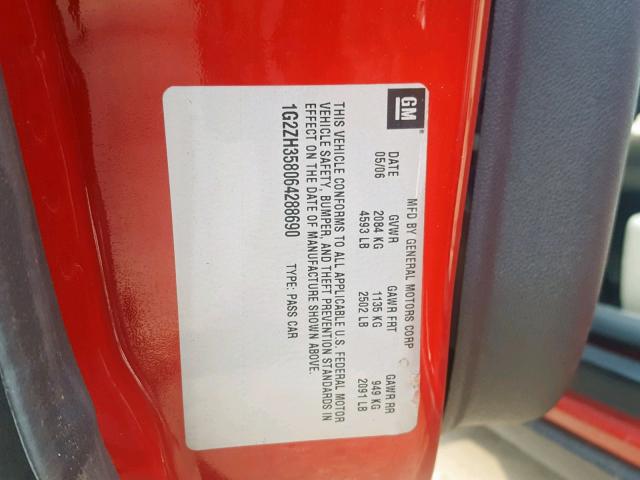 GM®
MFD BY GENERAL MOTORS CORP
DATE GVWR GAWR FRT GAWR RR
05/06 2084 KG 1135 KG 949 KG
4593 LB 2502 LB 2091 LB
THIS VEHICLE CONFORMS TO ALL APPLICABLE U.S. FEDERAL MOTOR
VEHICLE SAFETY, BUMPER, AND THEFT PREVENTION STANDARDS IN
EFFECT ON THE DATE OF MANUFACTURE SHOWN ABOVE.
1G2ZH358064288690 TYPE: PASS CAR